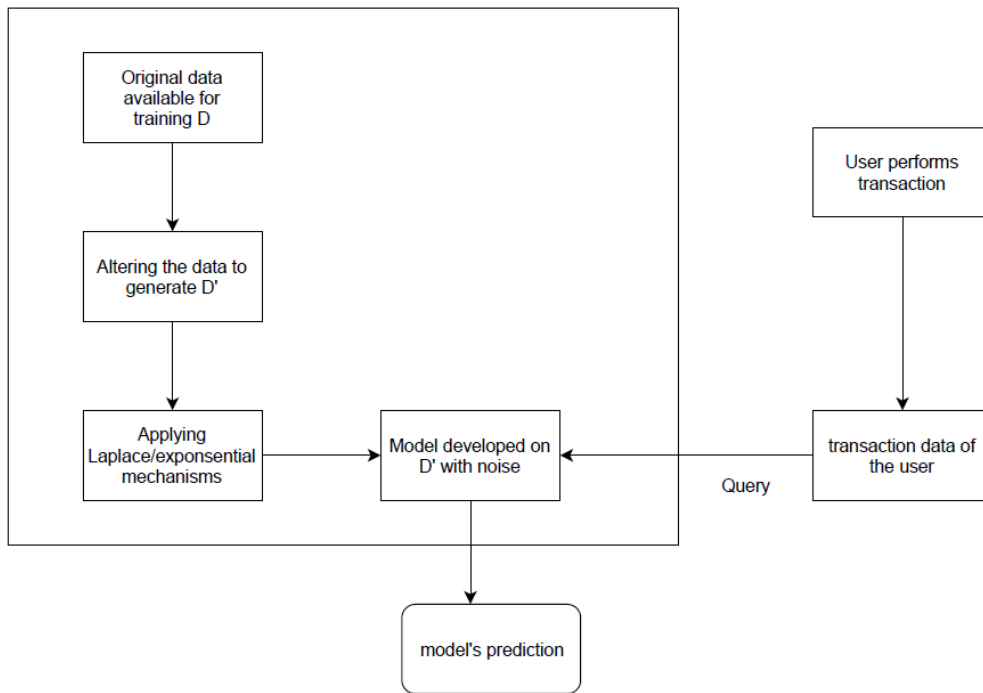 Original data
available for
training D
User performs
transaction
Altering the data to
generate D'
Applying
Laplace/exponsential
mechanisms
Model developed on
D' with noise
Query
transaction data of
the user
model's prediction